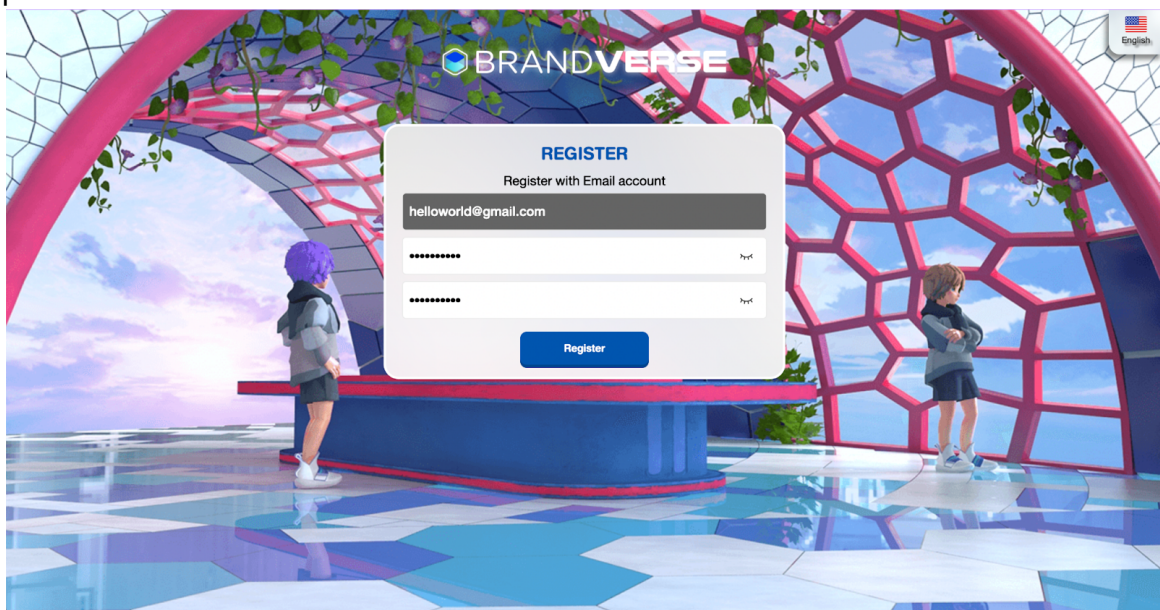 BRANDVERSE
English
REGISTER
Register with Email account
helloworld@gmail.com
••••••••••
••••••••••
Register